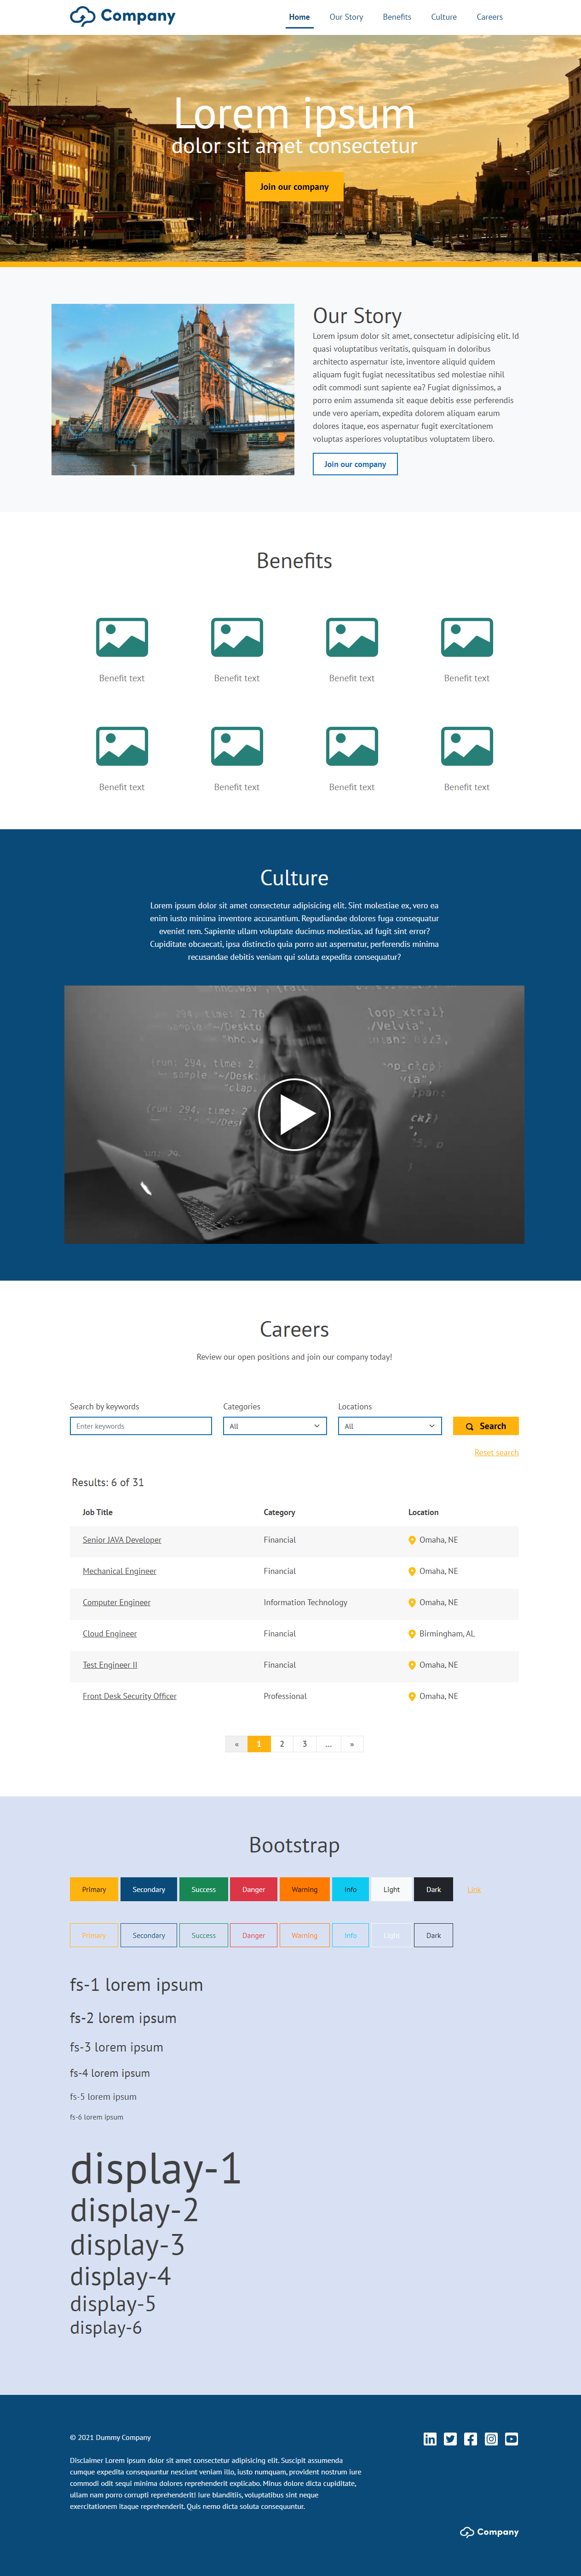 Company
Home Our Story Benefits Culture Careers
Lorem ipsum
dolor sit amet consectetur
Join our company
Our Story
Lorem ipsum dolor sit amet, consectetur adipisicing elit. Id
quasi voluptatibus veritatis, quisquam in doloribus
architecto aspernatur iste, inventore aliquid quidem
aliquam fugit fugiat necessitatibus sed molestiae nihil
odit commodi sunt sapiente ea? Fugiat dignissimos, a
porro enim assumenda sit eaque debitis esse perferendis
unde vero aperiam, expedita dolorem aliquam earum
dolores itaque, eos aspernatur fugit exercitationem
voluptas asperiores voluptatibus voluptatem libero.
Join our company
Benefits
Benefit text Benefit text Benefit text Benefit text
Benefit text Benefit text Benefit text Benefit text
Culture
Lorem ipsum dolor sit amet consectetur adipisicing elit. Sint molestiae ex, vero ea
enim iusto minima inventore accusantium. Repudiandae dolores fuga consequatur
eveniet rem. Sapiente ullam voluptate ducimus molestias, ad fugit sint error?
Cupiditate obcaecati, ipsa distinctio quia porro aut aspernatur, perferendis minima
recusandae debitis veniam qui soluta expedita consequatur?
Careers
Review our open positions and join our company today!
Search by keywords Categories Locations
Enter keywords All All Search
Reset search
Results: 6 of 31
Job Title Category Location
Senior JAVA Developer Financial Omaha, NE
Mechanical Engineer Financial Omaha, NE
Computer Engineer Information Technology Omaha, NE
Cloud Engineer Financial Birmingham, AL
Test Engineer II Financial Omaha, NE
Front Desk Security Officer Professional Omaha, NE
« 1 2 3 ... »
Bootstrap
Primary Secondary Success Danger Warning Info Light Dark Link
Primary Secondary Success Danger Warning Info Light Dark
fs-1 lorem ipsum
fs-2 lorem ipsum
fs-3 lorem ipsum
fs-4 lorem ipsum
fs-5 lorem ipsum
fs-6 lorem ipsum
display-1
display-2
display-3
display-4
display-5
display-6
© 2021 Dummy Company
Disclaimer Lorem ipsum dolor sit amet consectetur adipisicing elit. Suscipit assumenda
cumque expedita consequuntur nesciunt veniam illo, iusto numquam, provident nostrum iure
commodi odit sequi minima dolores reprehenderit explicabo. Minus dolore dicta cupiditate,
ullam nam porro corrupti reprehenderit! Iure blanditiis, voluptatibus sint neque
exercitationem itaque reprehenderit. Quis nemo dicta soluta consequuntur.
Company